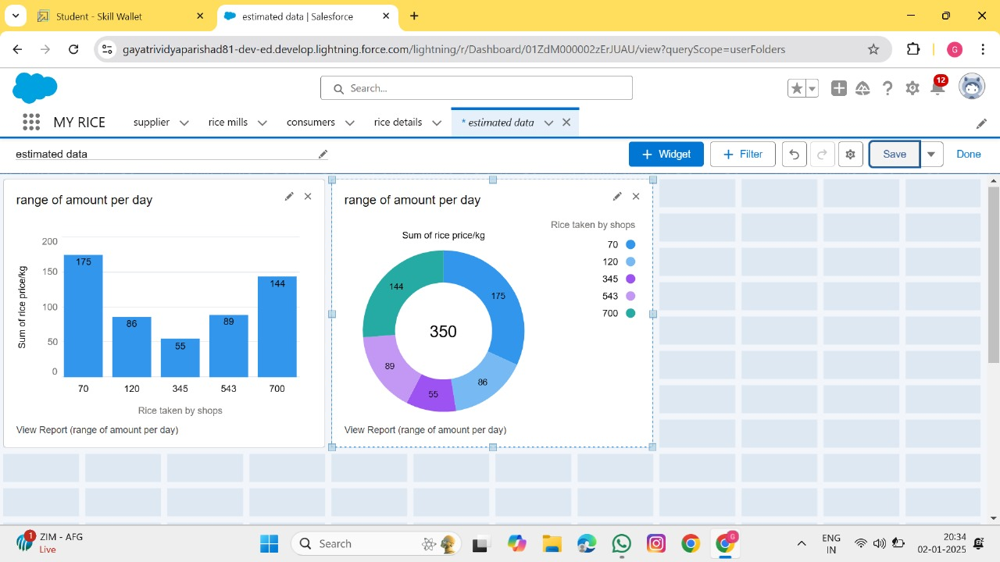 Student - Skill Wallet
estimated data | Salesforce
gayatrividyaparishad81-dev-ed.develop.lightning.force.com/lightning/r/Dashboard/01ZdM000002zErJUAU/view?queryScope=userFolders
G
Search...
12
MY RICE
supplier
rice mills
consumers
rice details
* estimated data
estimated data
+ Widget
+ Filter
Save
Done
range of amount per day
200
150
100
50
0
Sum of rice price/kg
175
86
55
89
144
70
120
345
543
700
Rice taken by shops
View Report (range of amount per day)
range of amount per day
Rice taken by shops
Sum of rice price/kg
70
120
345
543
700
144
175
350
89
86
55
View Report (range of amount per day)
1
ZIM - AFG
Live
Search
G
ENG
IN
20:34
02-01-2025